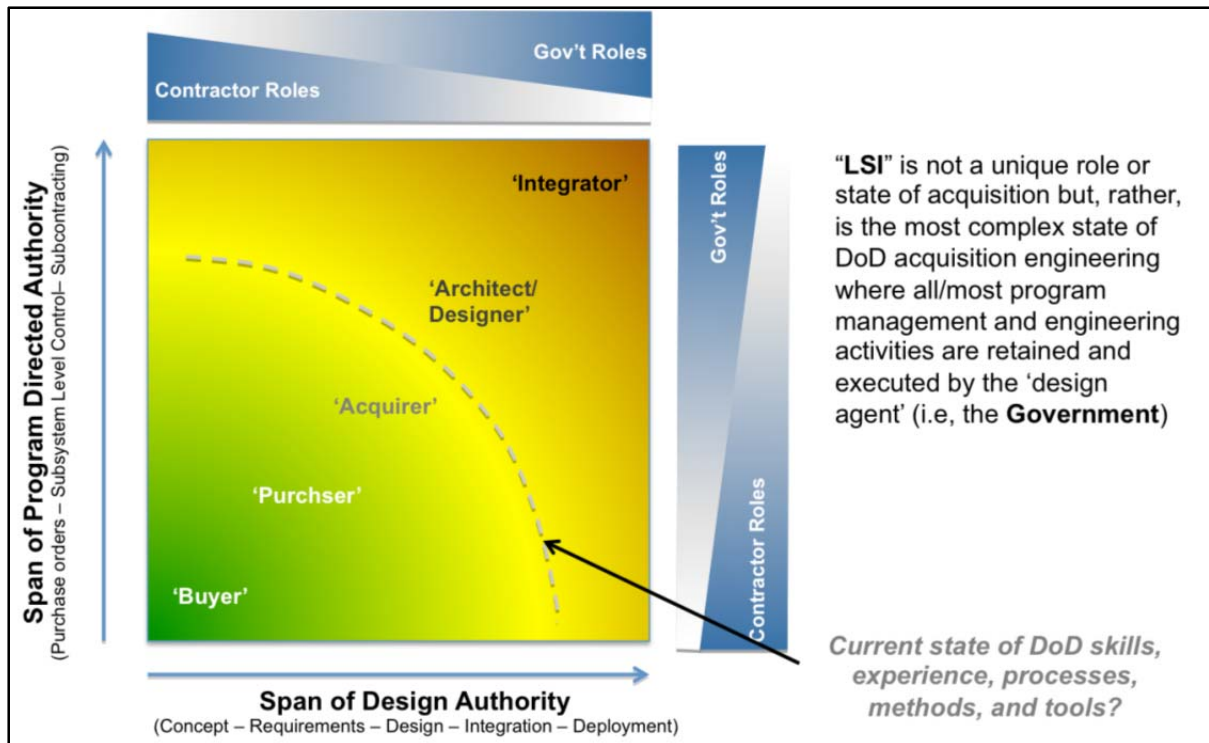 Gov't Roles
Contractor Roles
Span of Program Directed Authority
(Purchase orders – Subsystem Level Control– Subcontracting)
'Integrator'
'Architect/
Designer'
'Acquirer'
'Purchser'
'Buyer'
Gov't Roles
Contractor Roles
"LSI" is not a unique role or
state of acquisition but, rather,
is the most complex state of
DoD acquisition engineering
where all/most program
management and engineering
activities are retained and
executed by the 'design
agent' (i.e, the Government)
Current state of DoD skills,
experience, processes,
methods, and tools?
Span of Design Authority
(Concept – Requirements – Design – Integration – Deployment)